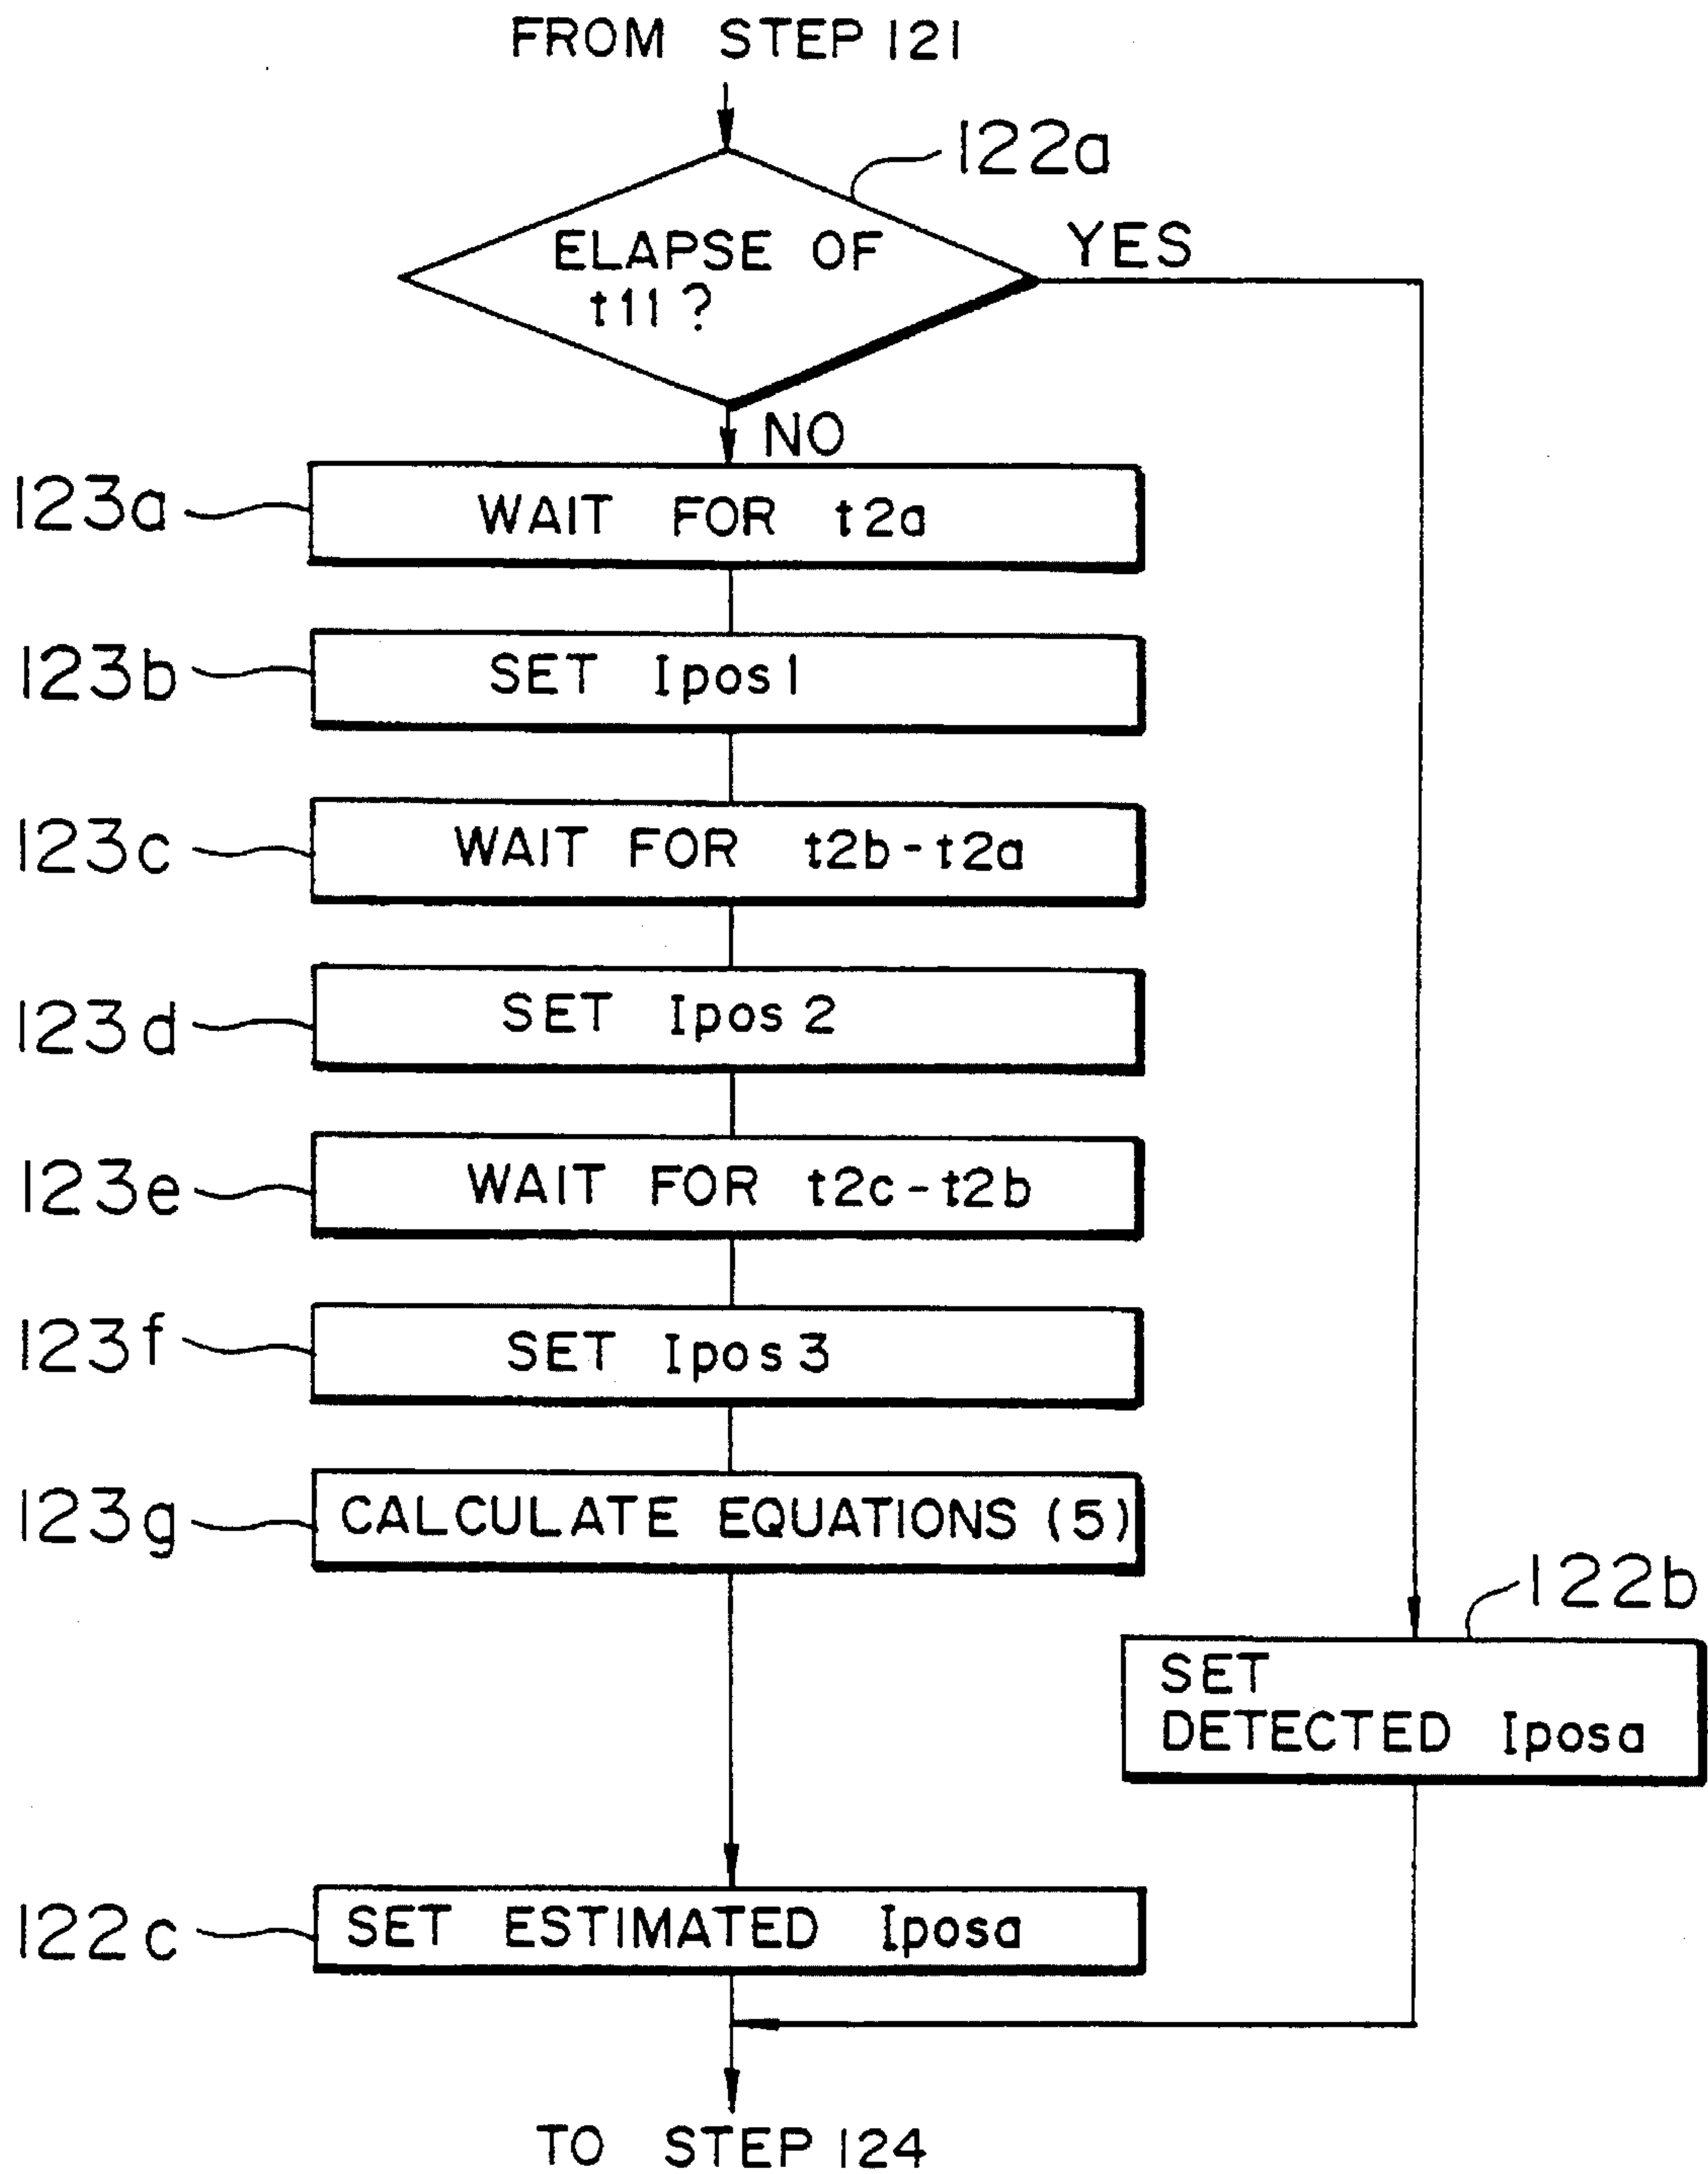 FROM STEP 121
122a
ELAPSE OF
t11?
YES
NO
123a
WAIT FOR t2a
123b
SET Ipos1
123c
WAIT FOR t2b-t2a
123d
SET Ipos2
123e
WAIT FOR t2c-t2b
123f
SET Ipos3
123g
CALCULATE EQUATIONS (5)
122b
SET
DETECTED Iposa
122c
SET ESTIMATED Iposa
TO STEP 124